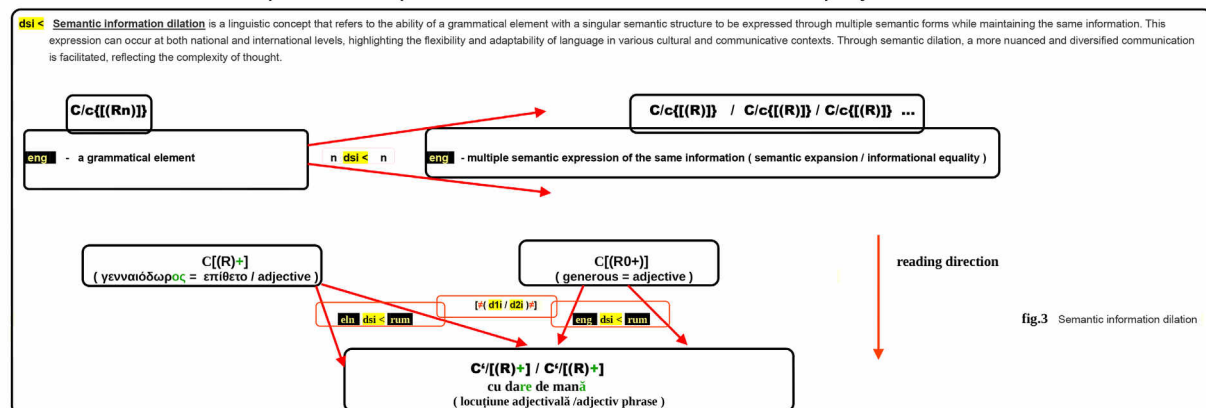 dsi < Semantic information dilation is a linguistic concept that refers to the ability of a grammatical element with a singular semantic structure to be expressed through multiple semantic forms while maintaining the same information. This
expression can occur at both national and international levels, highlighting the flexibility and adaptability of language in various cultural and communicative contexts. Through semantic dilation, a more nuanced and diversified communication
is facilitated, reflecting the complexity of thought.
C/c{[(Rn)]}
C/c{[(R)]} / C/c{[(R)]} / C/c{[(R)]} ...
eng - a grammatical element
n dsi < n
eng - multiple semantic expression of the same information ( semantic expansion / informational equality )
C[(R)+]
( γενναιόδωρος = επίθετο / adjective )
C[(R0+)]
( generous = adjective )
reading direction
[≠( d1i / d2i )≠]
eln dsi < rum
eng dsi < rum
fig.3 Semantic information dilation
C‘/[(R)+] / C‘/[(R)+]
cu dare de mană
( locuțiune adjectivală /adjectiv phrase )